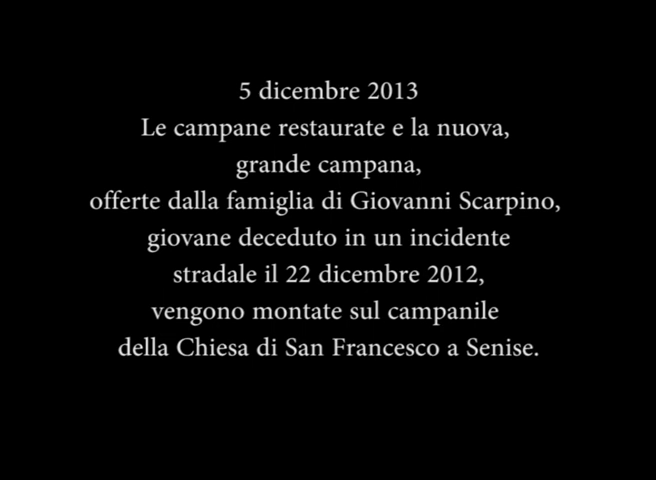 5 dicembre 2013
Le campane restaurate e la nuova,
grande campana,
offerte dalla famiglia di Giovanni Scarpino,
giovane deceduto in un incidente
stradale il 22 dicembre 2012,
vengono montate sul campanile
della Chiesa di San Francesco a Senise.